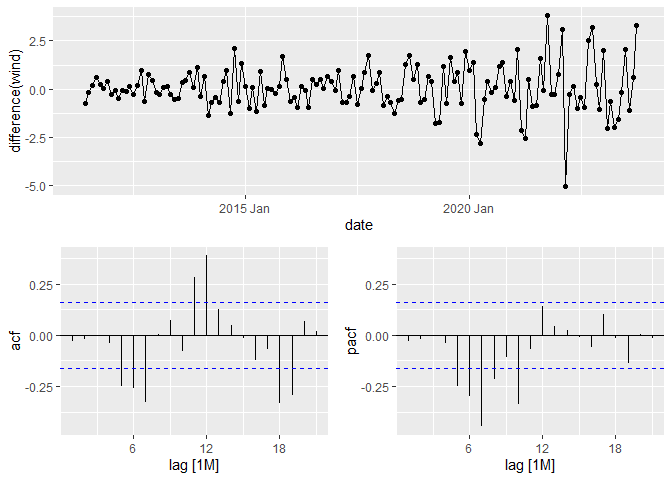 2.5
0.0
-2.5
-5.0
difference(wind)
2015 Jan
2020 Jan
date
0.25
0.00
-0.25
acf
6
12
18
lag [1M]
0.25
0.00
-0.25
pacf
6
12
18
lag [1M]